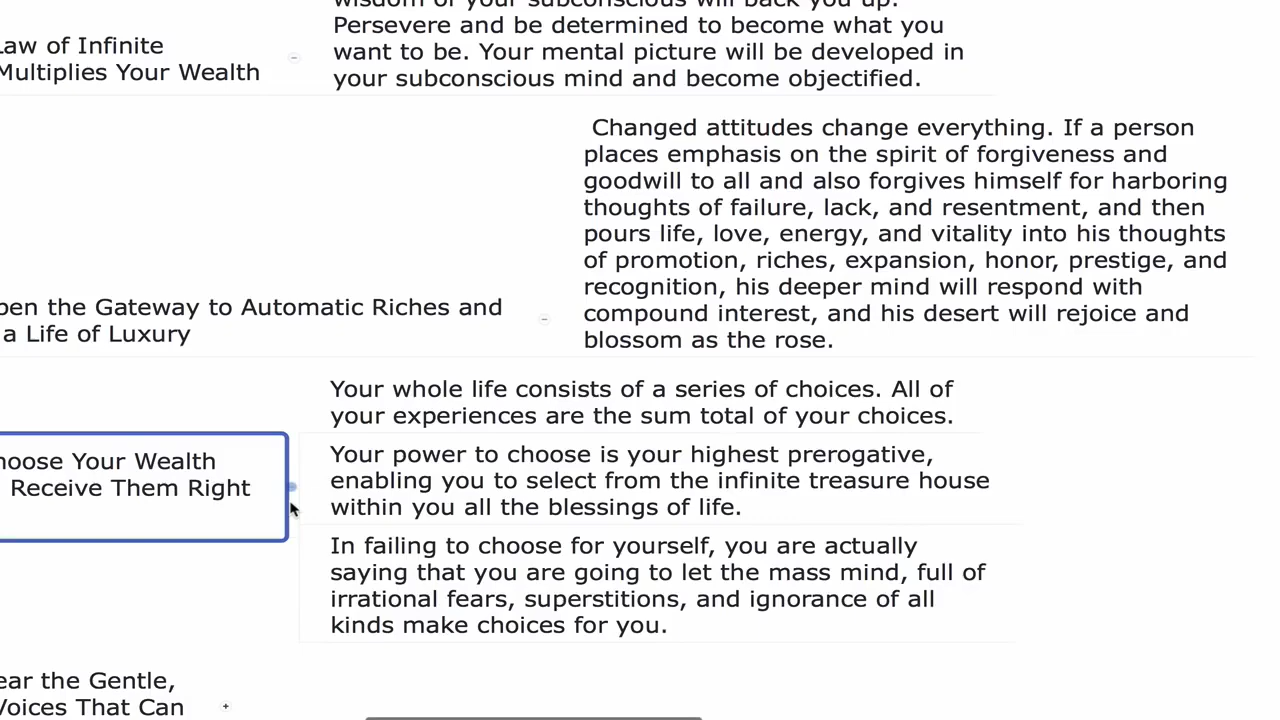 wisdom of your subconscious will back you up.
Persevere and be determined to become what you
want to be. Your mental picture will be developed in
your subconscious mind and become objectified.
Law of Infinite
Multiplies Your Wealth
Changed attitudes change everything. If a person
places emphasis on the spirit of forgiveness and
goodwill to all and also forgives himself for harboring
thoughts of failure, lack, and resentment, and then
pours life, love, energy, and vitality into his thoughts
of promotion, riches, expansion, honor, prestige, and
recognition, his deeper mind will respond with
compound interest, and his desert will rejoice and
blossom as the rose.
pen the Gateway to Automatic Riches and
a Life of Luxury
Your whole life consists of a series of choices. All of
your experiences are the sum total of your choices.
hoose Your Wealth
Receive Them Right
Your power to choose is your highest prerogative,
enabling you to select from the infinite treasure house
within you all the blessings of life.
In failing to choose for yourself, you are actually
saying that you are going to let the mass mind, full of
irrational fears, superstitions, and ignorance of all
kinds make choices for you.
ear the Gentle,
Voices That Can